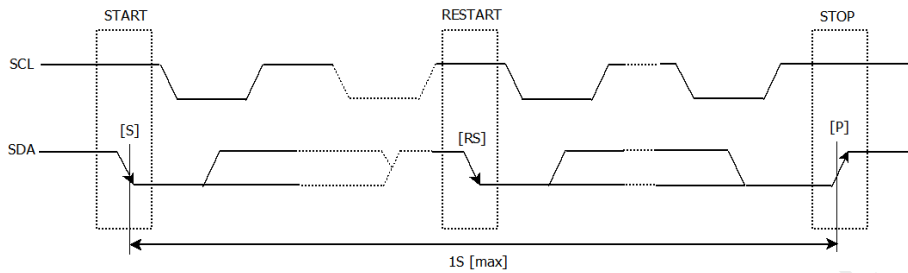 START RESTART STOP
SCL
[S] [RS] [P]
SDA
1S [max]